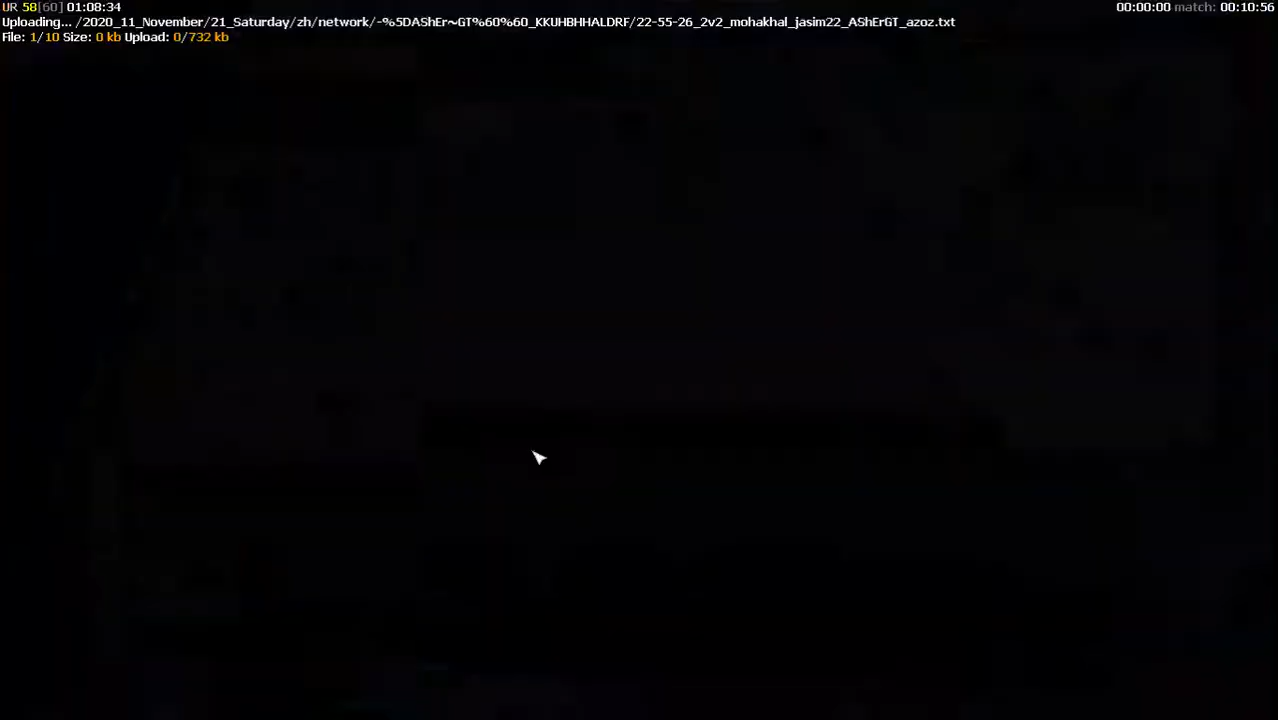 UR 58[60] 01:08:34
00:00:00 match: 00:10:56
Uploading... /2020_11_November/21_Saturday/zh/network/-%5DAShEr~GT%60%60_KKUHBHHALDRF/22-55-26_2v2_mohakhal_jasim22_AShErGT_azoz.txt
File: 1/10 Size: 0 kb Upload: 0/732 kb